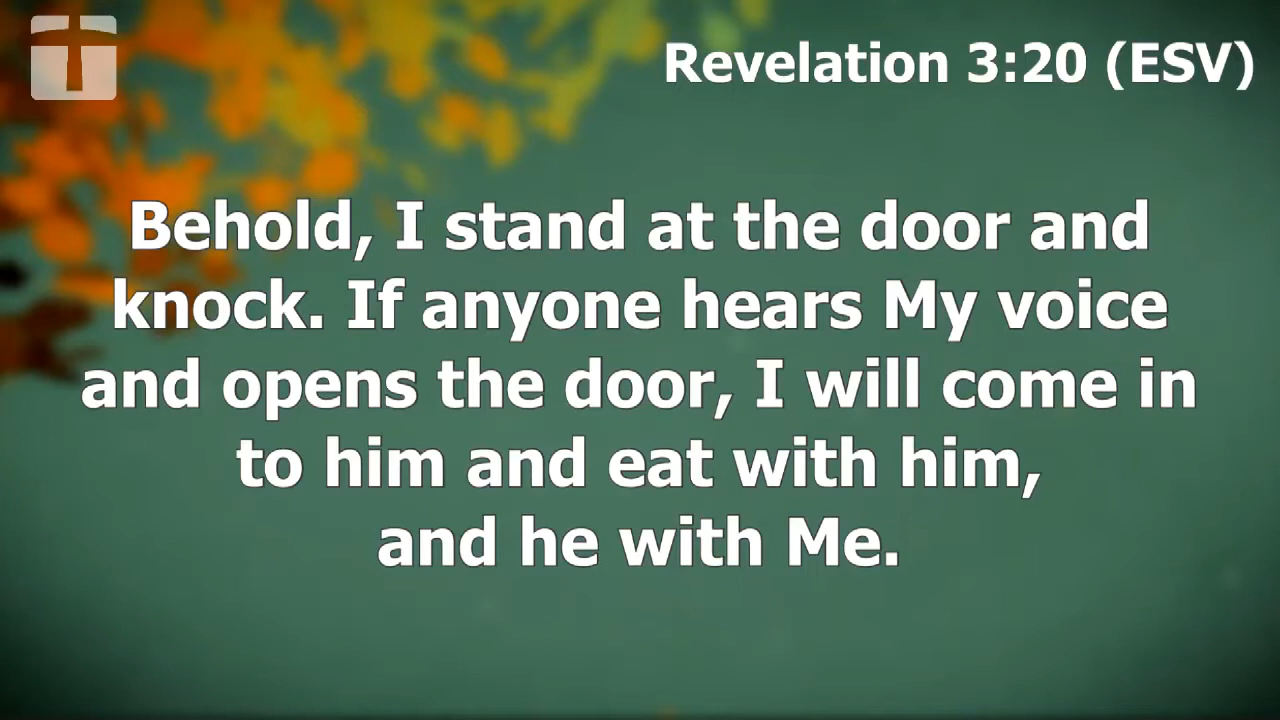 Revelation 3:20 (ESV)
Behold, I stand at the door and
knock. If anyone hears My voice
and opens the door, I will come in
to him and eat with him,
and he with Me.